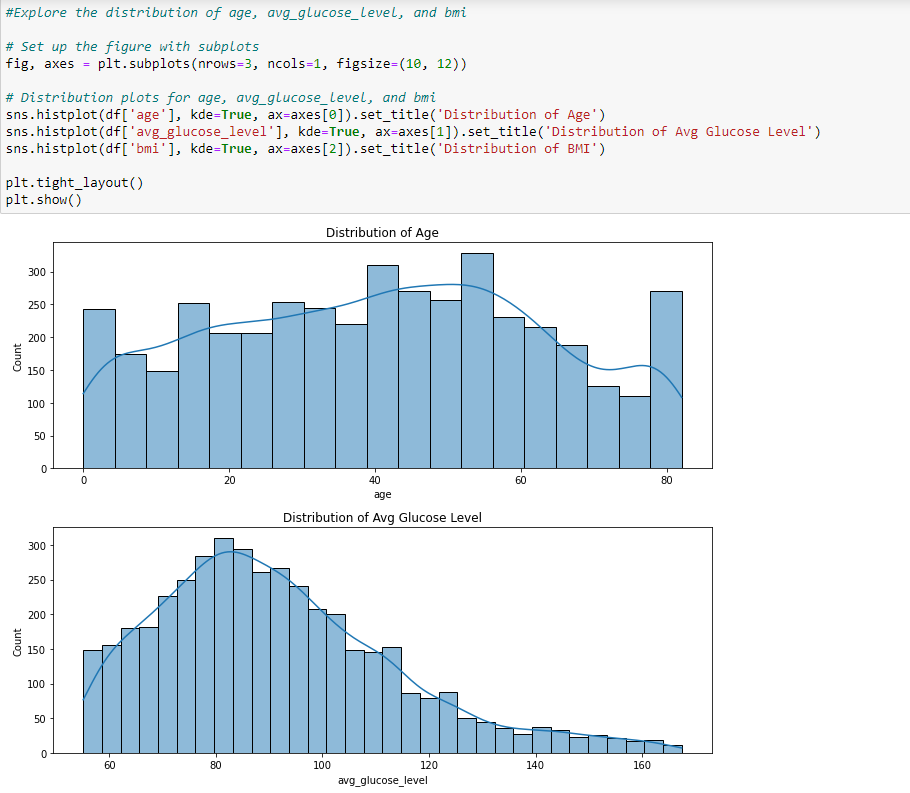 #Explore the distribution of age, avg_glucose_level, and bmi
# Set up the figure with subplots
fig, axes = plt.subplots(nrows=3, ncols=1, figsize=(10, 12))
# Distribution plots for age, avg_glucose_level, and bmi
sns.histplot(df['age'], kde=True, ax=axes[0]).set_title('Distribution of Age')
sns.histplot(df['avg_glucose_level'], kde=True, ax=axes[1]).set_title('Distribution of Avg Glucose Level')
sns.histplot(df['bmi'], kde=True, ax=axes[2]).set_title('Distribution of BMI')
plt.tight_layout()
plt.show()
Distribution of Age
300
250
200
150
100
50
0
Count
0 20 40 60 80
age
Distribution of Avg Glucose Level
300
250
200
150
100
50
0
Count
60 80 100 120 140 160
avg_glucose_level